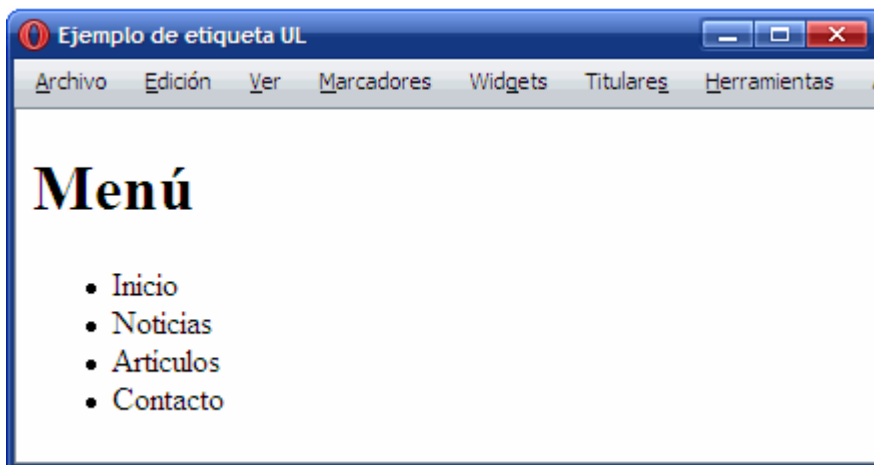 Ejemplo de etiqueta UL
Archivo Edición Ver Marcadores Widgets Titulares Herramientas
Menú
• Inicio
• Noticias
• Artículos
• Contacto